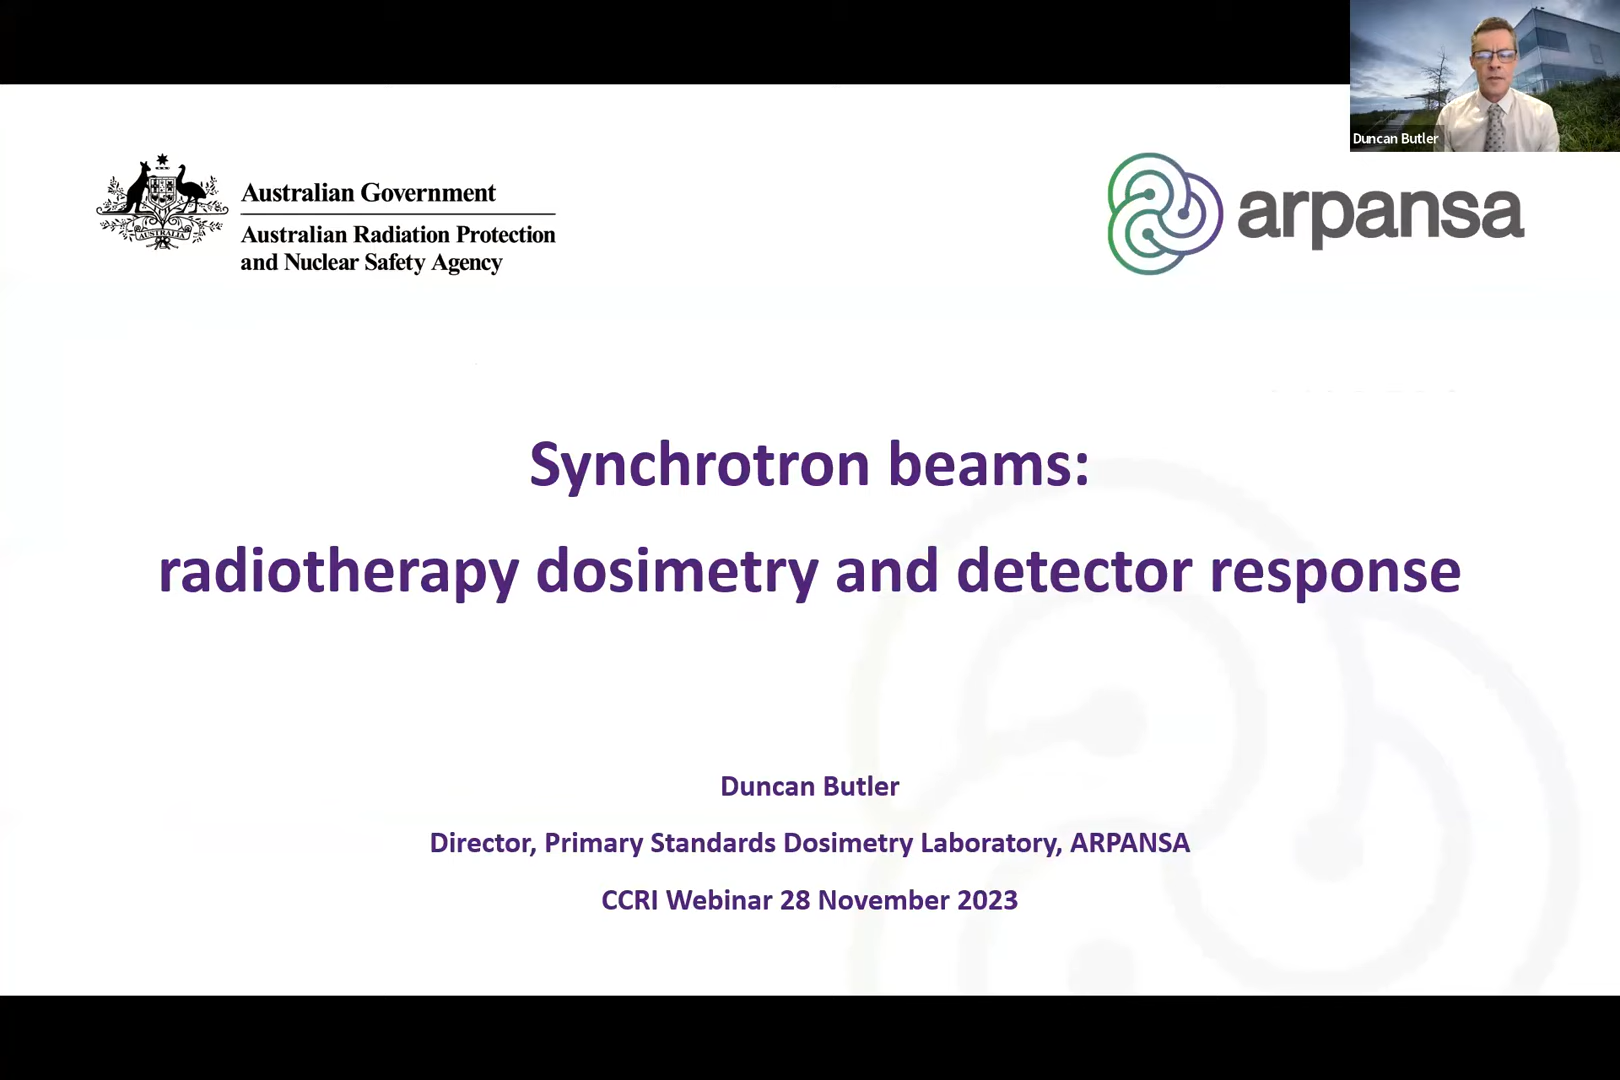 Duncan Butler
AUSTRALIA
Australian Government
Australian Radiation Protection
and Nuclear Safety Agency
arpansa
Synchrotron beams:
radiotherapy dosimetry and detector response
Duncan Butler
Director, Primary Standards Dosimetry Laboratory, ARPANSA
CCRI Webinar 28 November 2023